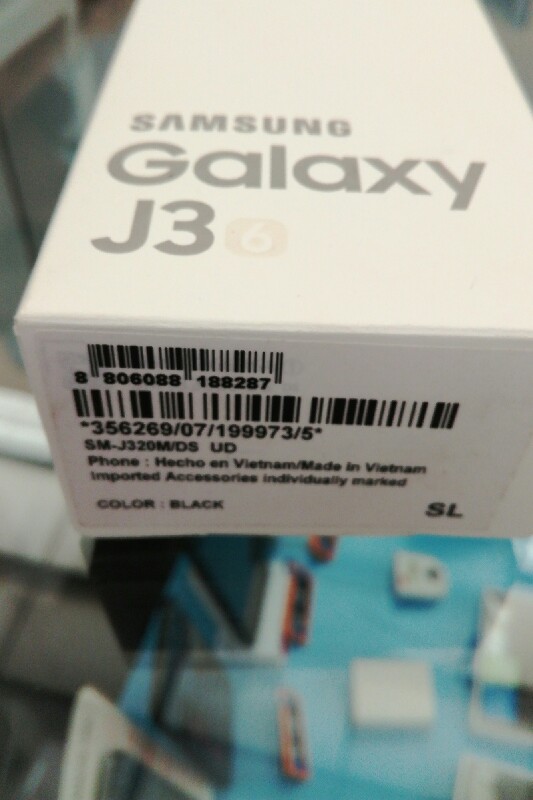 SAMSUNG
Galaxy
J3 6
8 806088 188287
*356269/07/199973/5*
SM-J320M/DS UD
Phone : Hecho en Vietnam/Made in Vietnam
Imported Accessories individually marked
COLOR : BLACK
SL